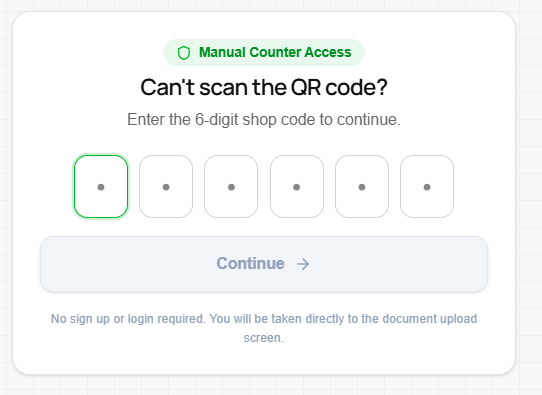 Manual Counter Access
Can't scan the QR code?
Enter the 6-digit shop code to continue.
Continue →
No sign up or login required. You will be taken directly to the document upload
screen.